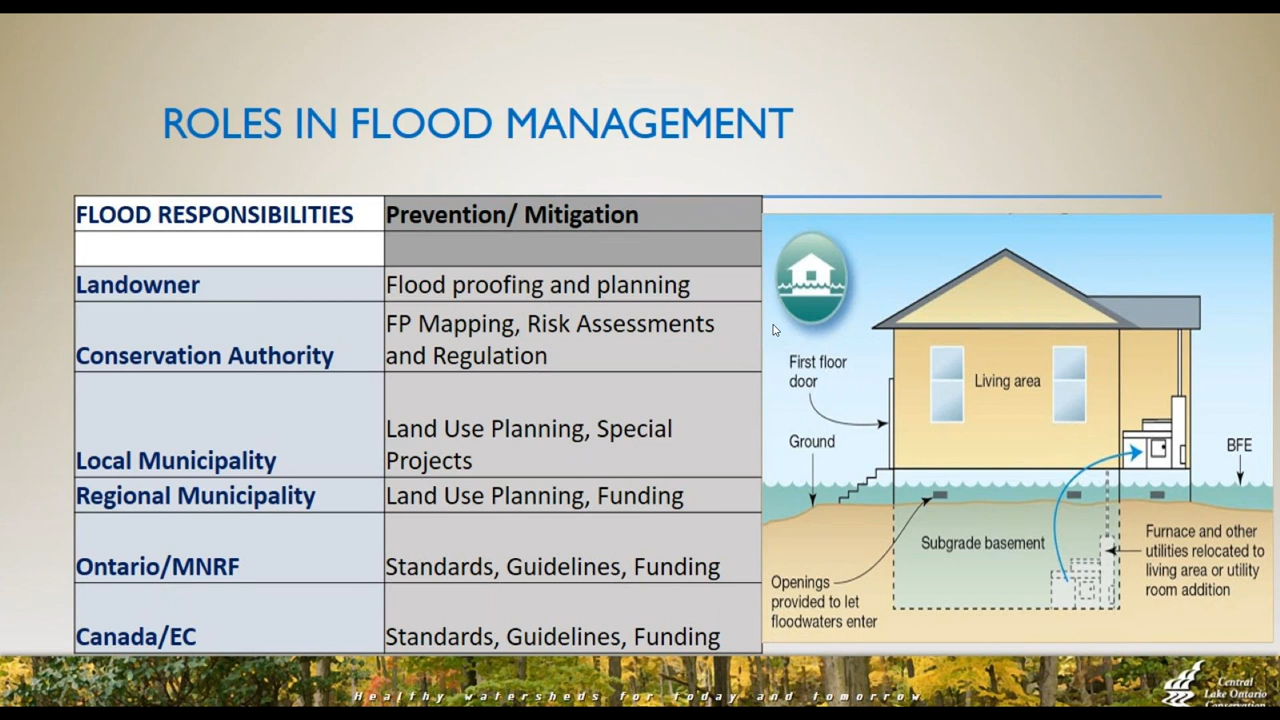 ROLES IN FLOOD MANAGEMENT
FLOOD RESPONSIBILITIES
Prevention/ Mitigation
Landowner
Flood proofing and planning
Conservation Authority
FP Mapping, Risk Assessments
and Regulation
Local Municipality
Land Use Planning, Special
Projects
Regional Municipality
Land Use Planning, Funding
Ontario/MNRF
Standards, Guidelines, Funding
Canada/EC
Standards, Guidelines, Funding
First floor
door
Living area
Ground
BFE
Subgrade basement
Furnace and other
utilities relocated to
living area or utility
room addition
Openings
provided to let
floodwaters enter
Healthy watersheds for today and tomorrow
Central
Lake Ontario
Conservation